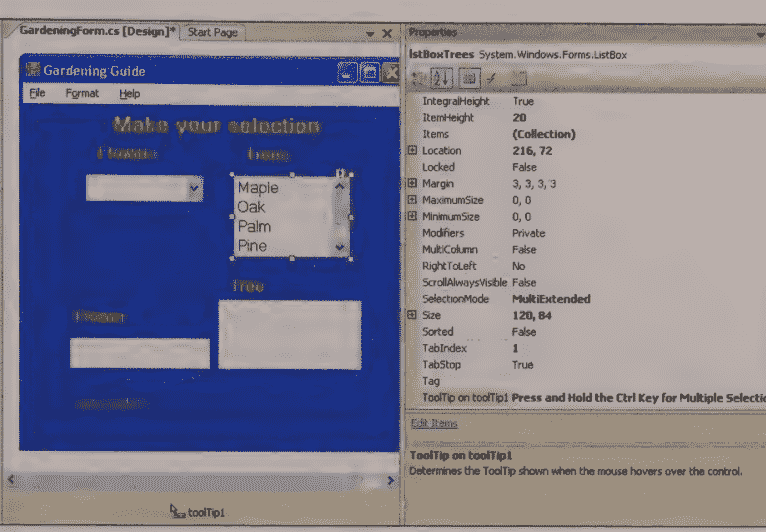 GardeningForm.cs [Design]* Start Page
Gardening Guide
File Format Help
Make your selection
Flowers Trees
Maple
Oak
Palm
Pine
Tree
Flower
toolTip1
Properties
lstBoxTrees System.Windows.Forms.ListBox
IntegralHeight True
ItemHeight 20
Items (Collection)
Location 216, 72
Locked False
Margin 3, 3, 3, 3
MaximumSize 0, 0
MinimumSize 0, 0
Modifiers Private
MultiColumn False
RightToLeft No
ScrollAlwaysVisible False
SelectionMode MultiExtended
Size 120, 84
Sorted False
TabIndex 1
TabStop True
Tag
ToolTip on toolTip1 Press and Hold the Ctrl Key for Multiple Selectio
Edit Items
ToolTip on toolTip1
Determines the ToolTip shown when the mouse hovers over the control.